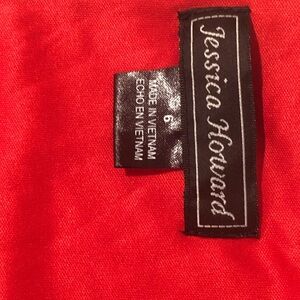 Jessica Howard
6
MADE IN VIETNAM
ECHO EN VIETNAM